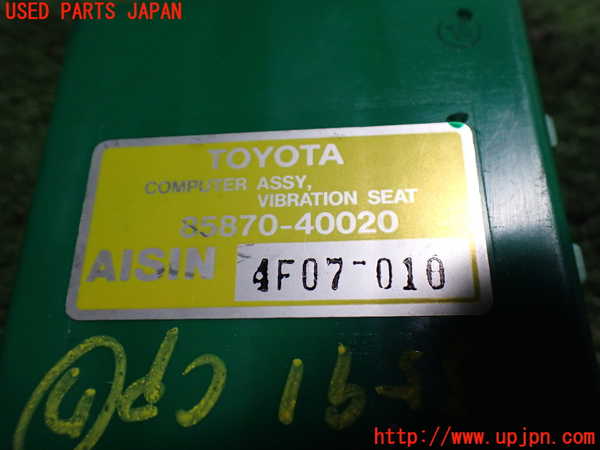 USED PARTS JAPAN
TOYOTA
COMPUTER ASSY,
VIBRATION SEAT
85870-40020
AISIN
4F07-010
http://www.upjpn.com/